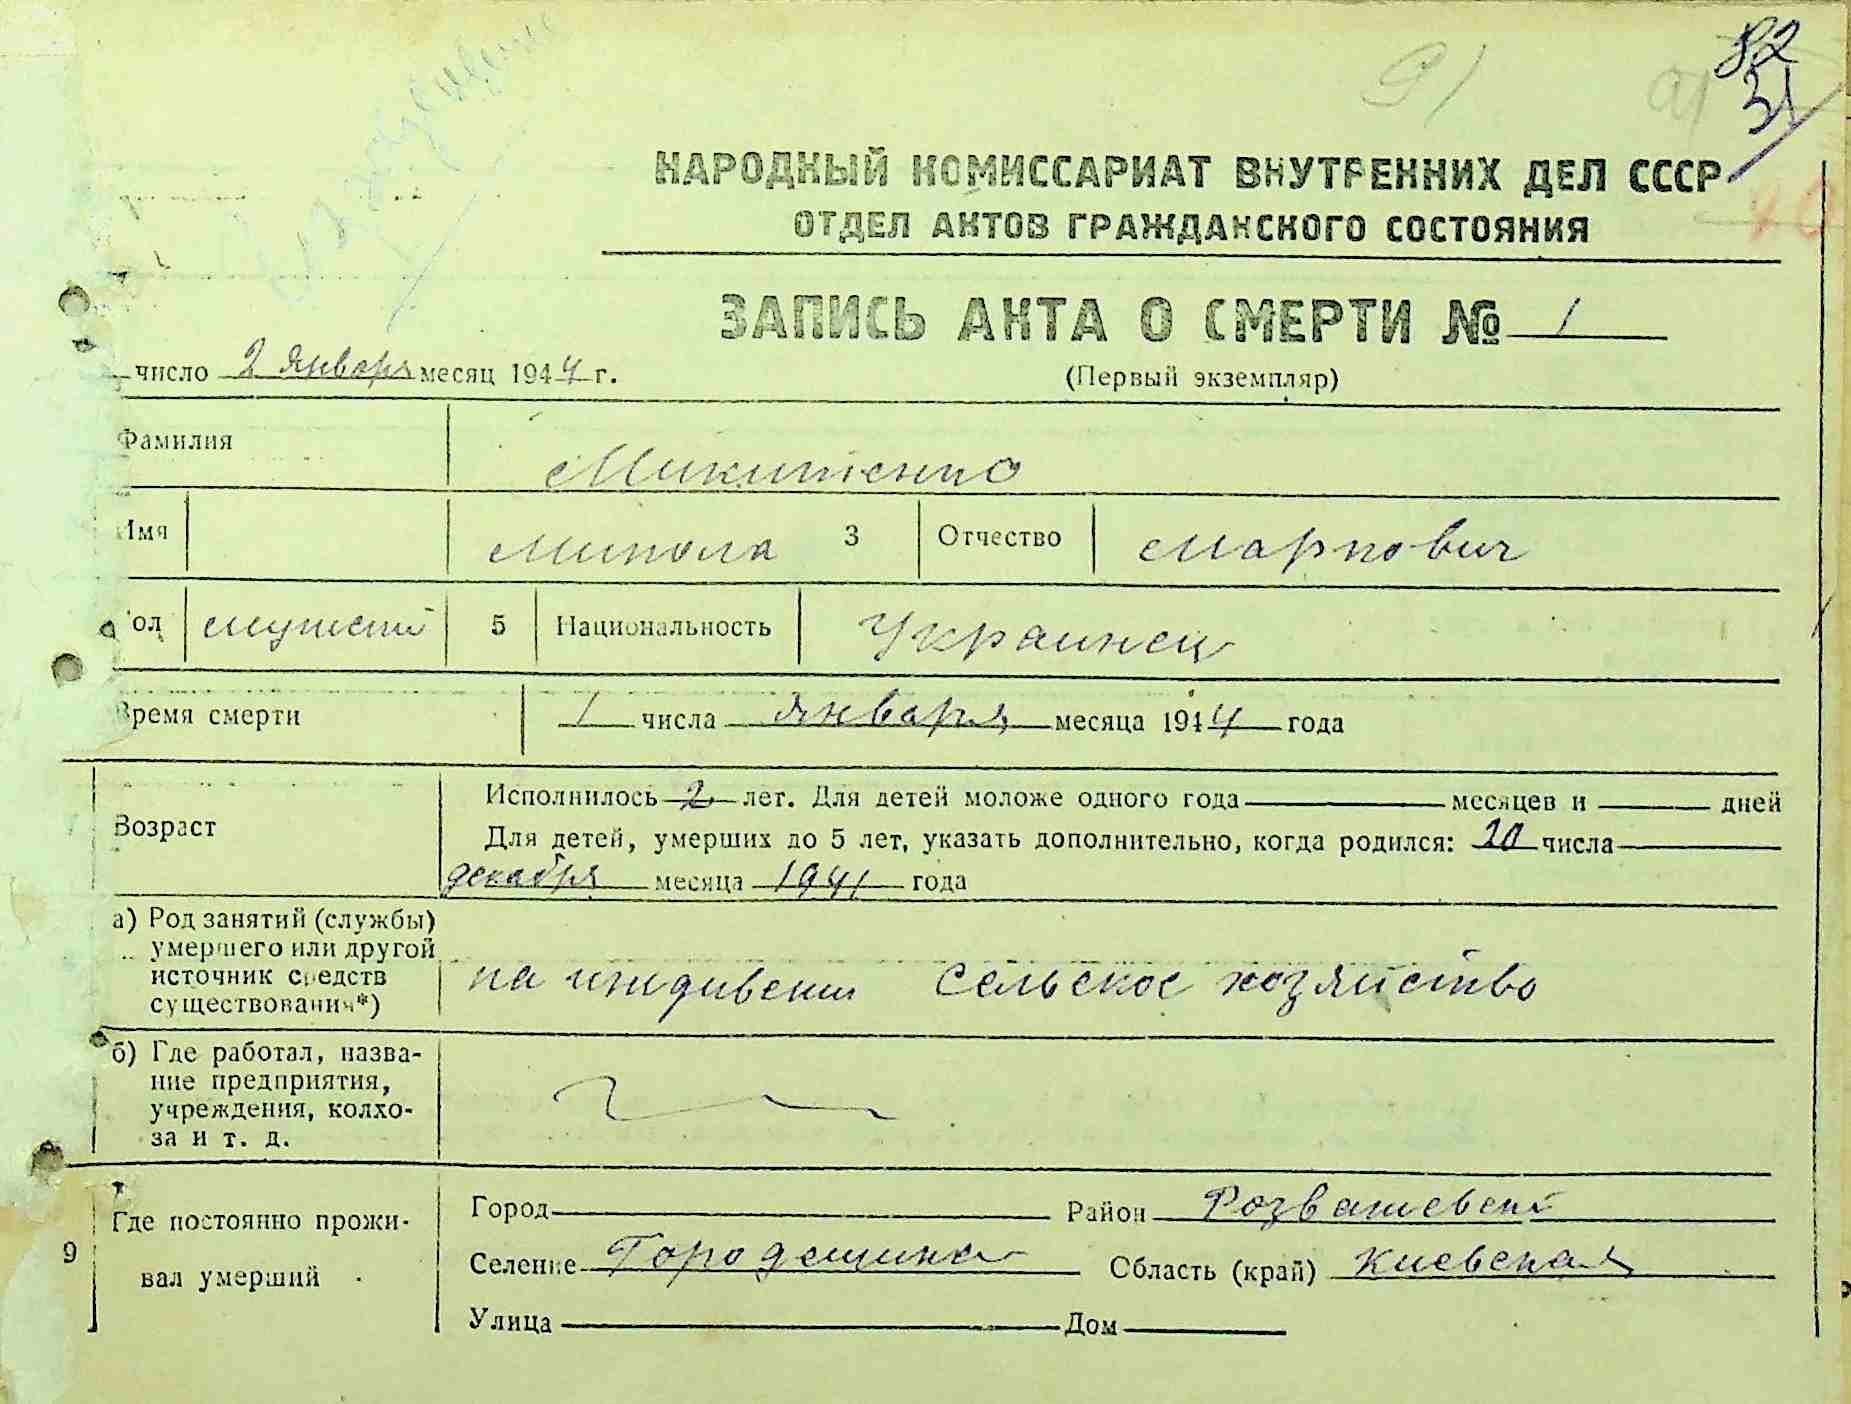 91
82
НАРОДНЫЙ КОМИССАРИАТ ВНУТРЕННИХ ДЕЛ СССР
ОТДЕЛ АКТОВ ГРАЖДАНСКОГО СОСТОЯНИЯ
ЗАПИСЬ АКТА О СМЕРТИ № 1
число 2 января месяц 1944 г.
(Первый экземпляр)
Фамилия Микитенко
Имя Микола 3 Отчество Маркович
ол мужской 5 Национальность Украинец
Время смерти 1 числа января месяца 1944 года
Возраст
Исполнилось 2 лет. Для детей моложе одного года месяцев и дней
Для детей, умерших до 5 лет, указать дополнительно, когда родился: 20 числа
декабря месяца 1941 года
а) Род занятий (службы)
умершего или другой
источник средств
существования*)
на иждивении сельское хозяйство
б) Где работал, назва-
ние предприятия,
учреждения, колхо-
за и т. д.
9 Где постоянно прожи-
вал умерший
Город Район Розважевский
Селение Городещина Область (край) Киевская
Улица Дом